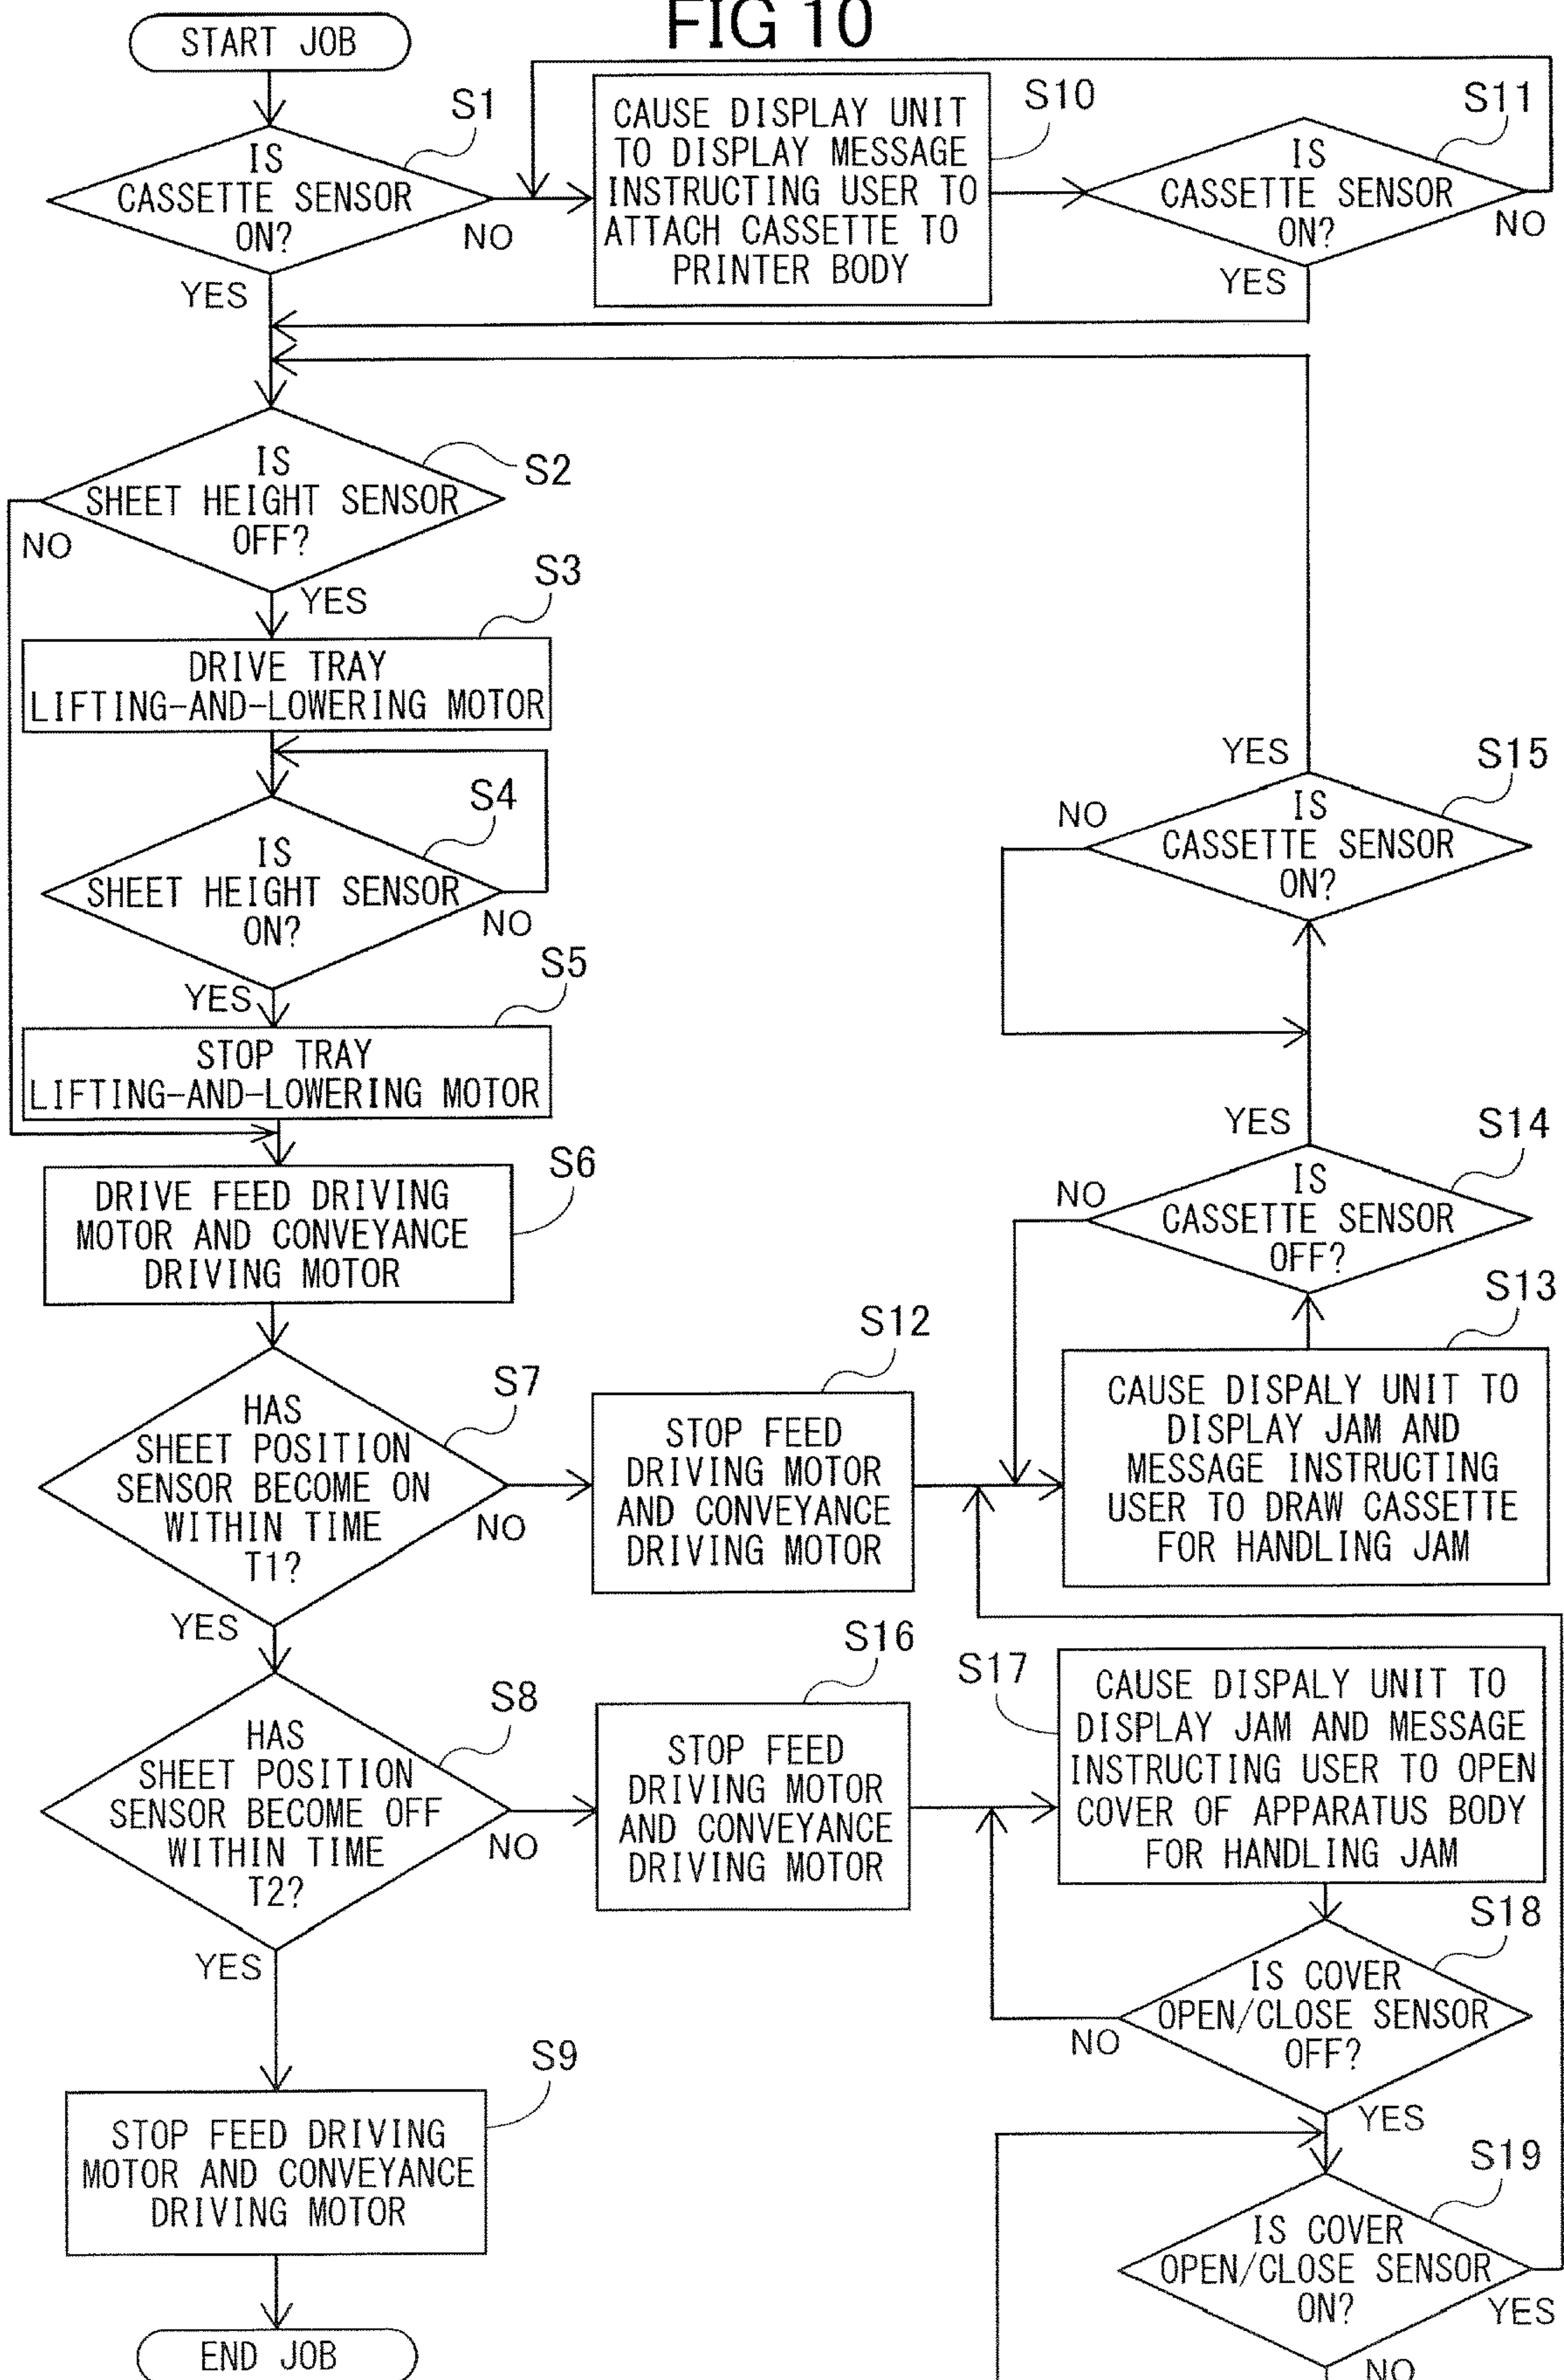 FIG 10
START JOB
S1
IS
CASSETTE SENSOR
ON?
NO
YES
S10
CAUSE DISPLAY UNIT
TO DISPLAY MESSAGE
INSTRUCTING USER TO
ATTACH CASSETTE TO
PRINTER BODY
S11
IS
CASSETTE SENSOR
ON?
NO
YES
S2
IS
SHEET HEIGHT SENSOR
OFF?
NO
YES
S3
DRIVE TRAY
LIFTING-AND-LOWERING MOTOR
S4
IS
SHEET HEIGHT SENSOR
ON?
NO
YES
S5
STOP TRAY
LIFTING-AND-LOWERING MOTOR
S6
DRIVE FEED DRIVING
MOTOR AND CONVEYANCE
DRIVING MOTOR
S7
HAS
SHEET POSITION
SENSOR BECOME ON
WITHIN TIME
T1?
NO
YES
S12
STOP FEED
DRIVING MOTOR
AND CONVEYANCE
DRIVING MOTOR
YES
S15
NO
IS
CASSETTE SENSOR
ON?
YES
S14
NO
IS
CASSETTE SENSOR
OFF?
S13
CAUSE DISPALY UNIT TO
DISPLAY JAM AND
MESSAGE INSTRUCTING
USER TO DRAW CASSETTE
FOR HANDLING JAM
S8
HAS
SHEET POSITION
SENSOR BECOME OFF
WITHIN TIME
T2?
NO
YES
S16
STOP FEED
DRIVING MOTOR
AND CONVEYANCE
DRIVING MOTOR
S17
CAUSE DISPALY UNIT TO
DISPLAY JAM AND MESSAGE
INSTRUCTING USER TO OPEN
COVER OF APPARATUS BODY
FOR HANDLING JAM
S18
IS COVER
OPEN/CLOSE SENSOR
OFF?
NO
YES
S9
STOP FEED DRIVING
MOTOR AND CONVEYANCE
DRIVING MOTOR
S19
IS COVER
OPEN/CLOSE SENSOR
ON?
YES
NO
END JOB